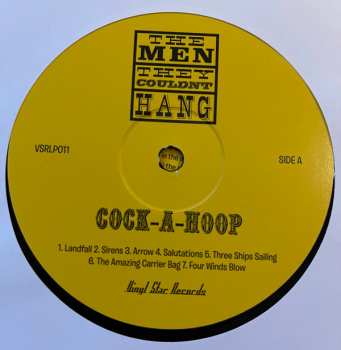 THE
MEN
THEY
COULDNT
HANG
VSRLP011
SIDE A
COCK-A-HOOP
1. Landfall 2. Sirens 3. Arrow 4. Salutations 5. Three Ships Sailing
6. The Amazing Carrier Bag 7. Four Winds Blow
Vinyl Star Records